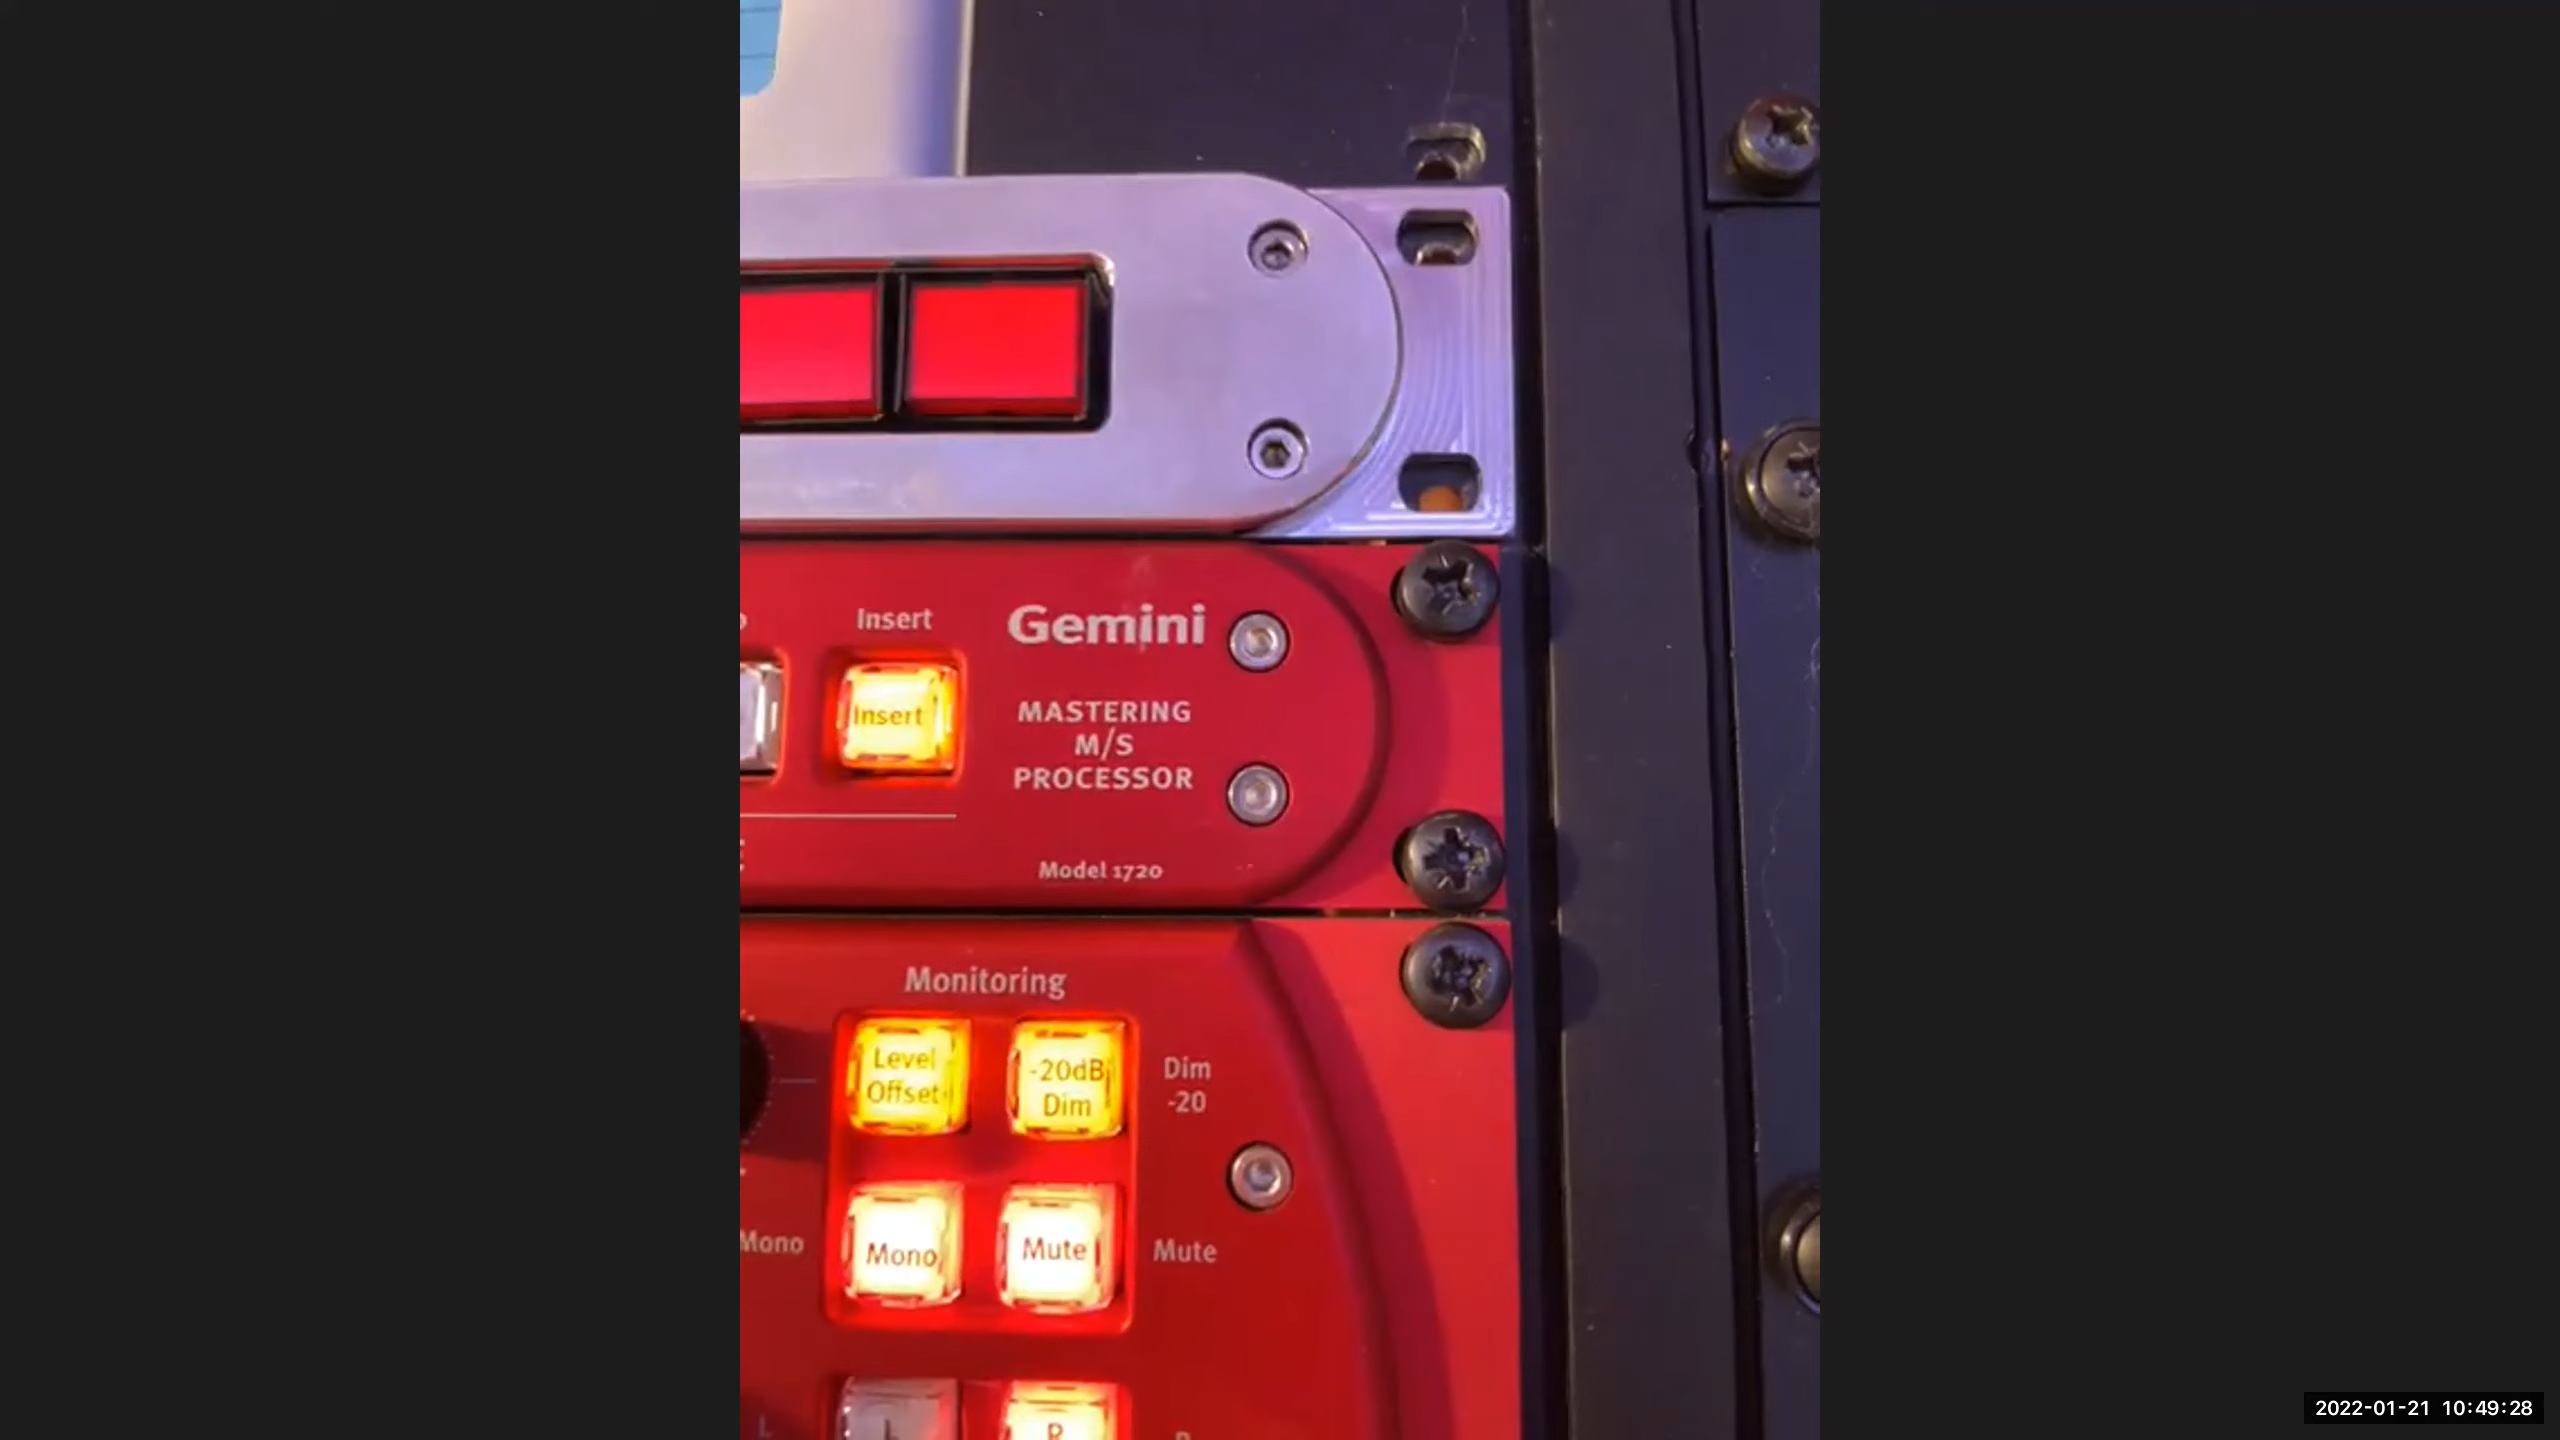 Insert
Gemini
Insert
MASTERING
M/S
PROCESSOR
Model 1720
Monitoring
Level
Offset
-20dB
Dim
Dim
-20
Mono
Mono
Mute
Mute
L
L
R
2022-01-21 10:49:28